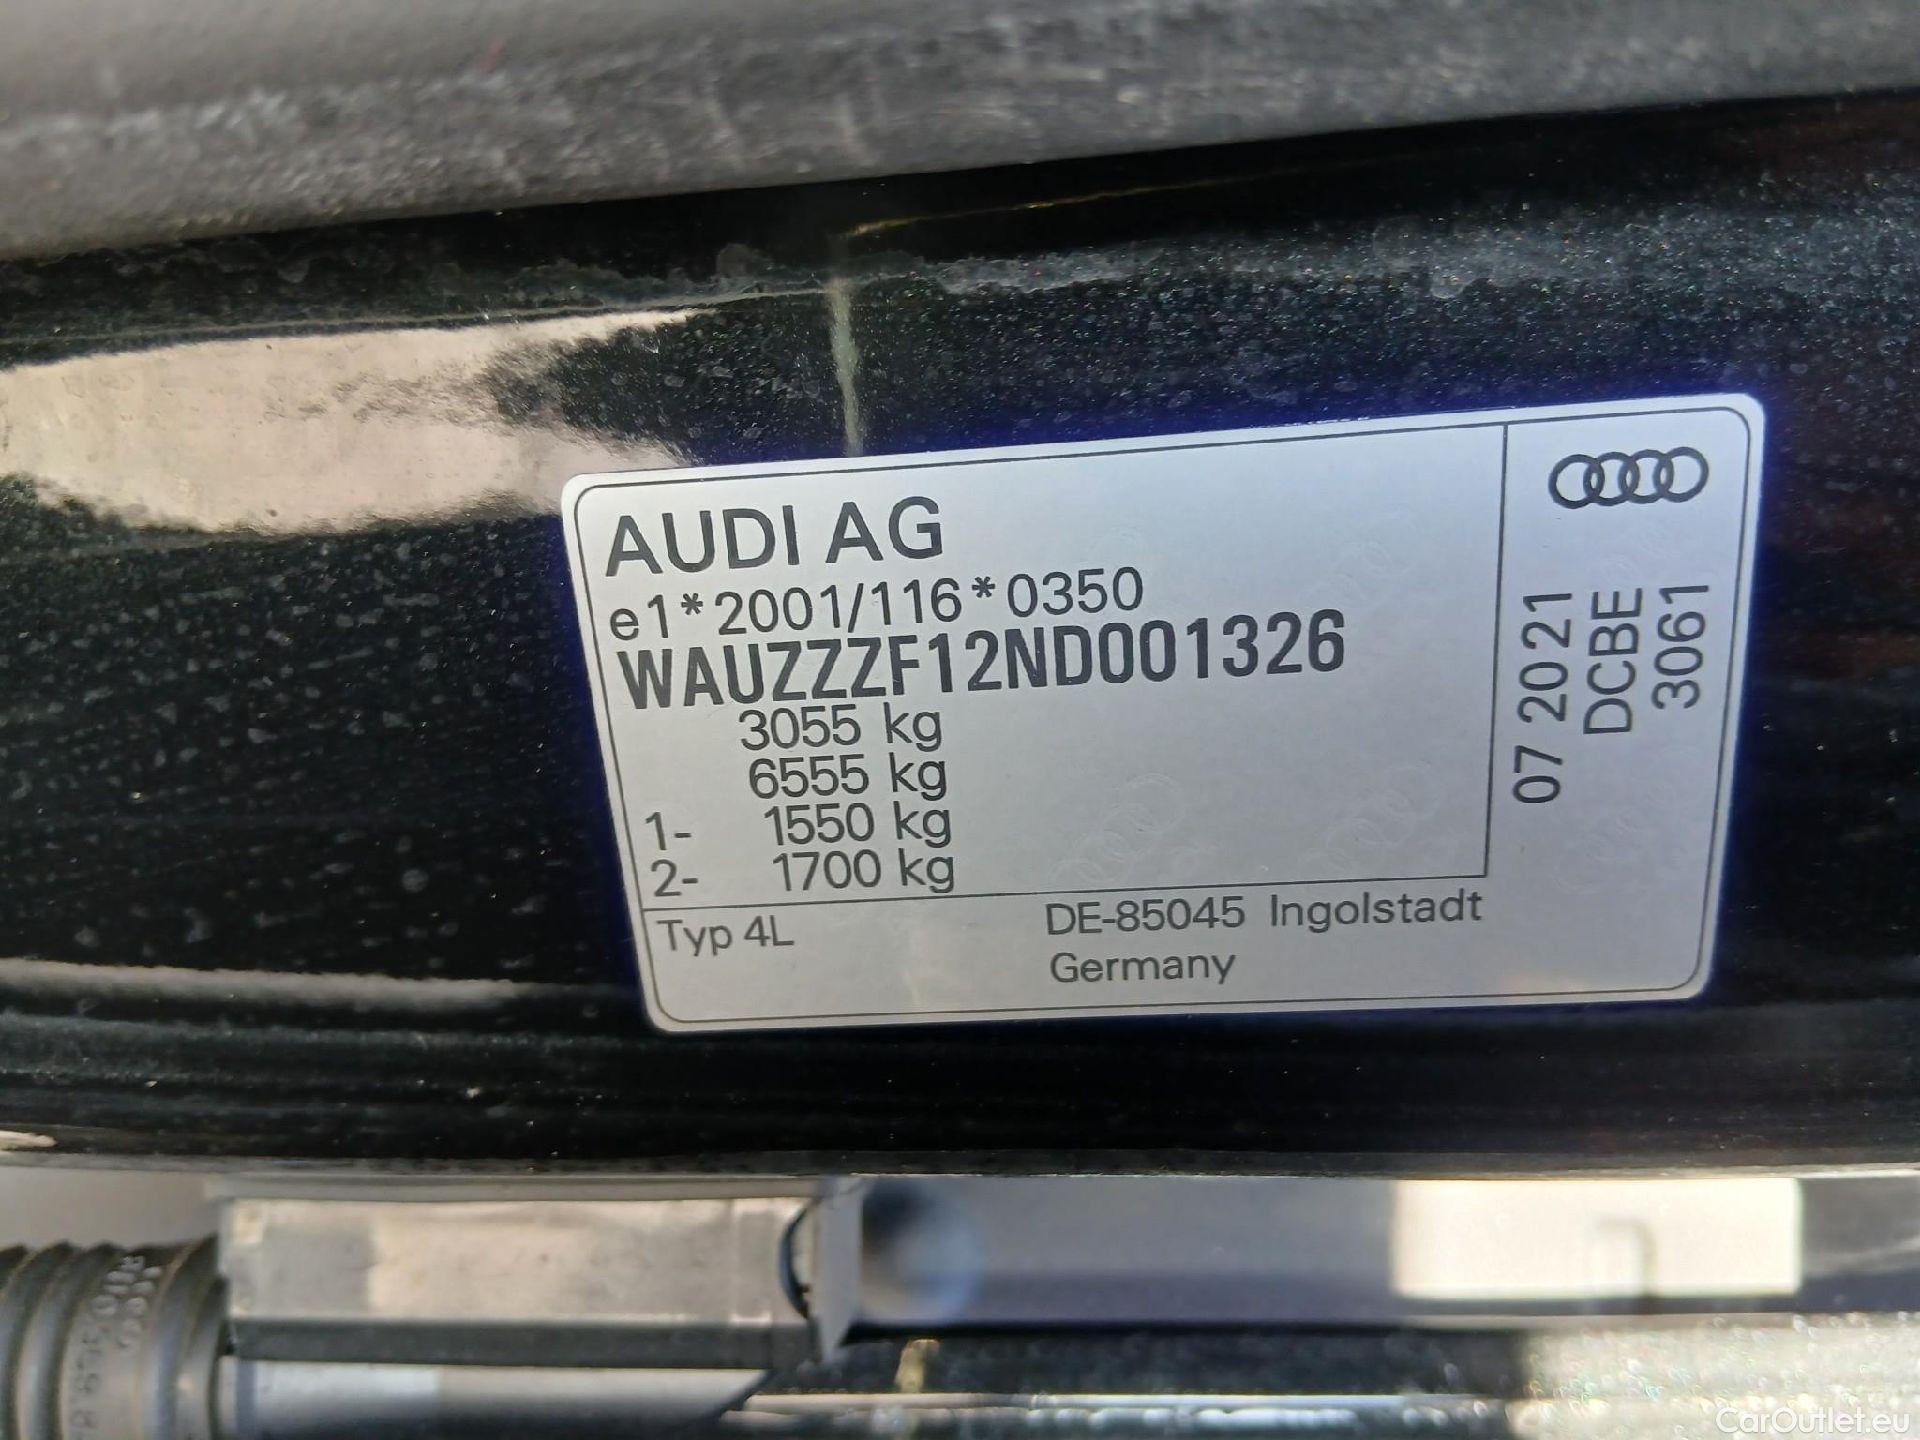 AUDI AG
e1*2001/116*0350
WAUZZZF12ND001326
3055 kg
6555 kg
1- 1550 kg
2- 1700 kg
Typ 4L
DE-85045 Ingolstadt
Germany
07 2021
DCBE
3061
CarOutlet.eu